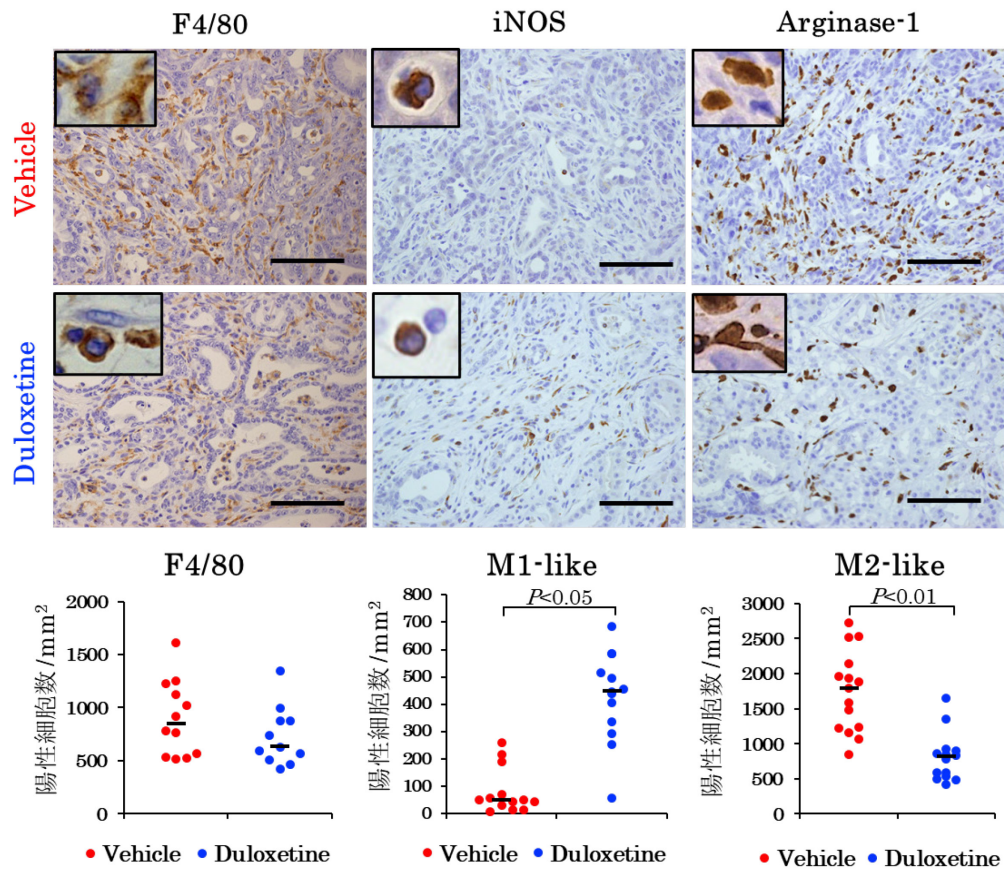 F4/80
iNOS
Arginase-1
Vehicle
Duloxetine
F4/80
陽性細胞数/mm2
2000
1500
1000
500
0
M1-like
P<0.05
陽性細胞数/mm2
800
700
600
500
400
300
200
100
0
M2-like
P<0.01
陽性細胞数/mm2
3000
2500
2000
1500
1000
500
0
Vehicle Duloxetine
Vehicle Duloxetine
Vehicle Duloxetine